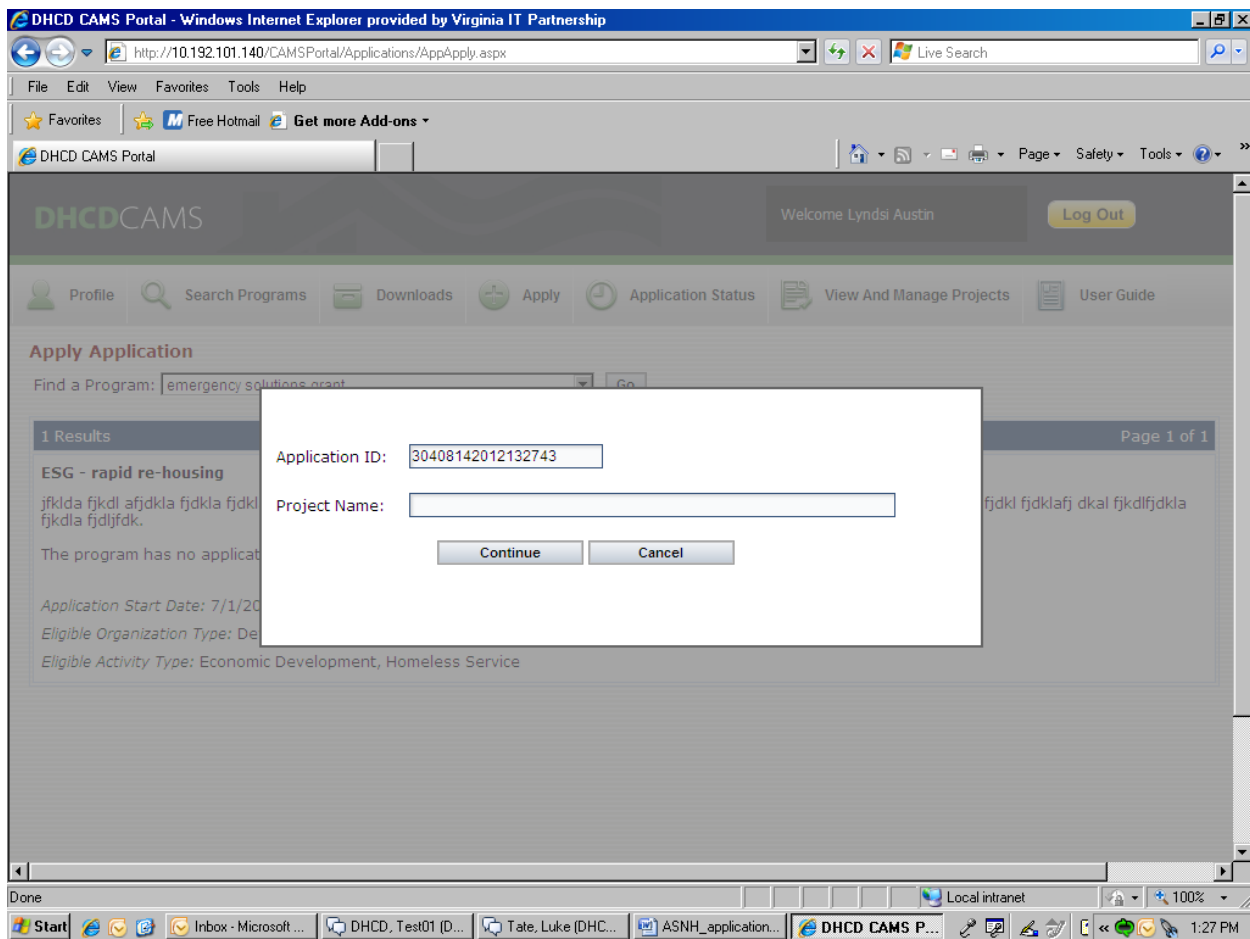 DHCD CAMS Portal - Windows Internet Explorer provided by Virginia IT Partnership
http://10.192.101.140/CAMSPortal/Applications/AppApply.aspx
Live Search
File Edit View Favorites Tools Help
Favorites Free Hotmail Get more Add-ons
DHCD CAMS Portal
Page Safety Tools
DHCDCAMS
Welcome Lyndsi Austin
Log Out
Profile Search Programs Downloads Apply Application Status View And Manage Projects User Guide
Apply Application
Find a Program: emergency solutions grant Go
1 Results Page 1 of 1
ESG - rapid re-housing
jfklda fjkdl afjdkla fjdkla fjdkl fjdkl fjdklafj dkal fjkdlfjdkla
fjkdla fjdljfdk.
The program has no applicat
Application Start Date: 7/1/20
Eligible Organization Type: De
Eligible Activity Type: Economic Development, Homeless Service
Application ID: 30408142012132743
Project Name:
Continue Cancel
Done Local intranet 100%
Start Inbox - Microsoft ... DHCD, Test01 (D... Tate, Luke (DHC... ASNH_application... DHCD CAMS P... 1:27 PM